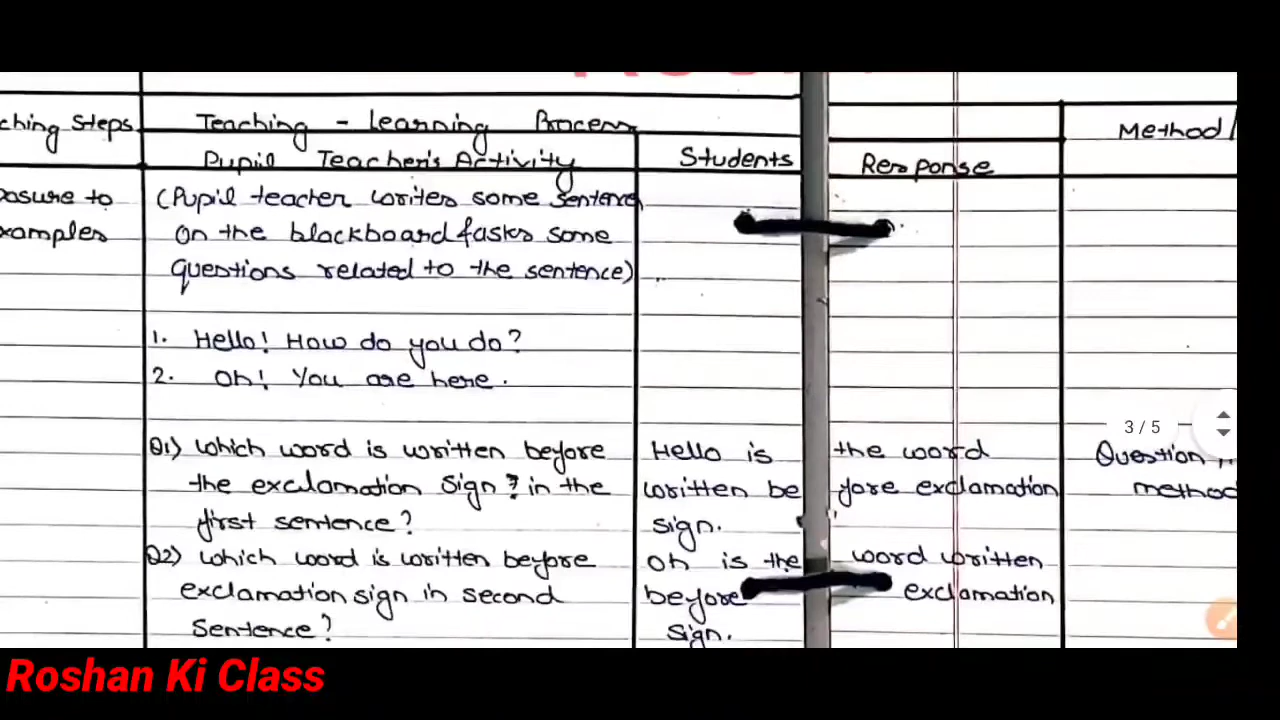 ching Steps
Teaching - Learning Process
Method /
Pupil Teacher's Activity
Students Response
posure to
xamples
(Pupil teacher writes some sentence
on the blackboard & asks some
questions related to the sentence)
1. Hello! How do you do?
2. Oh! You are here.
Q1) Which word is written before
the exclamation sign? in the
first sentence?
Hello is the word
written before exclamation
sign.
Question
method
Q2) Which word is written before
exclamation sign in second
sentence?
Oh is the word written
before exclamation
sign.
3 / 5
Roshan Ki Class